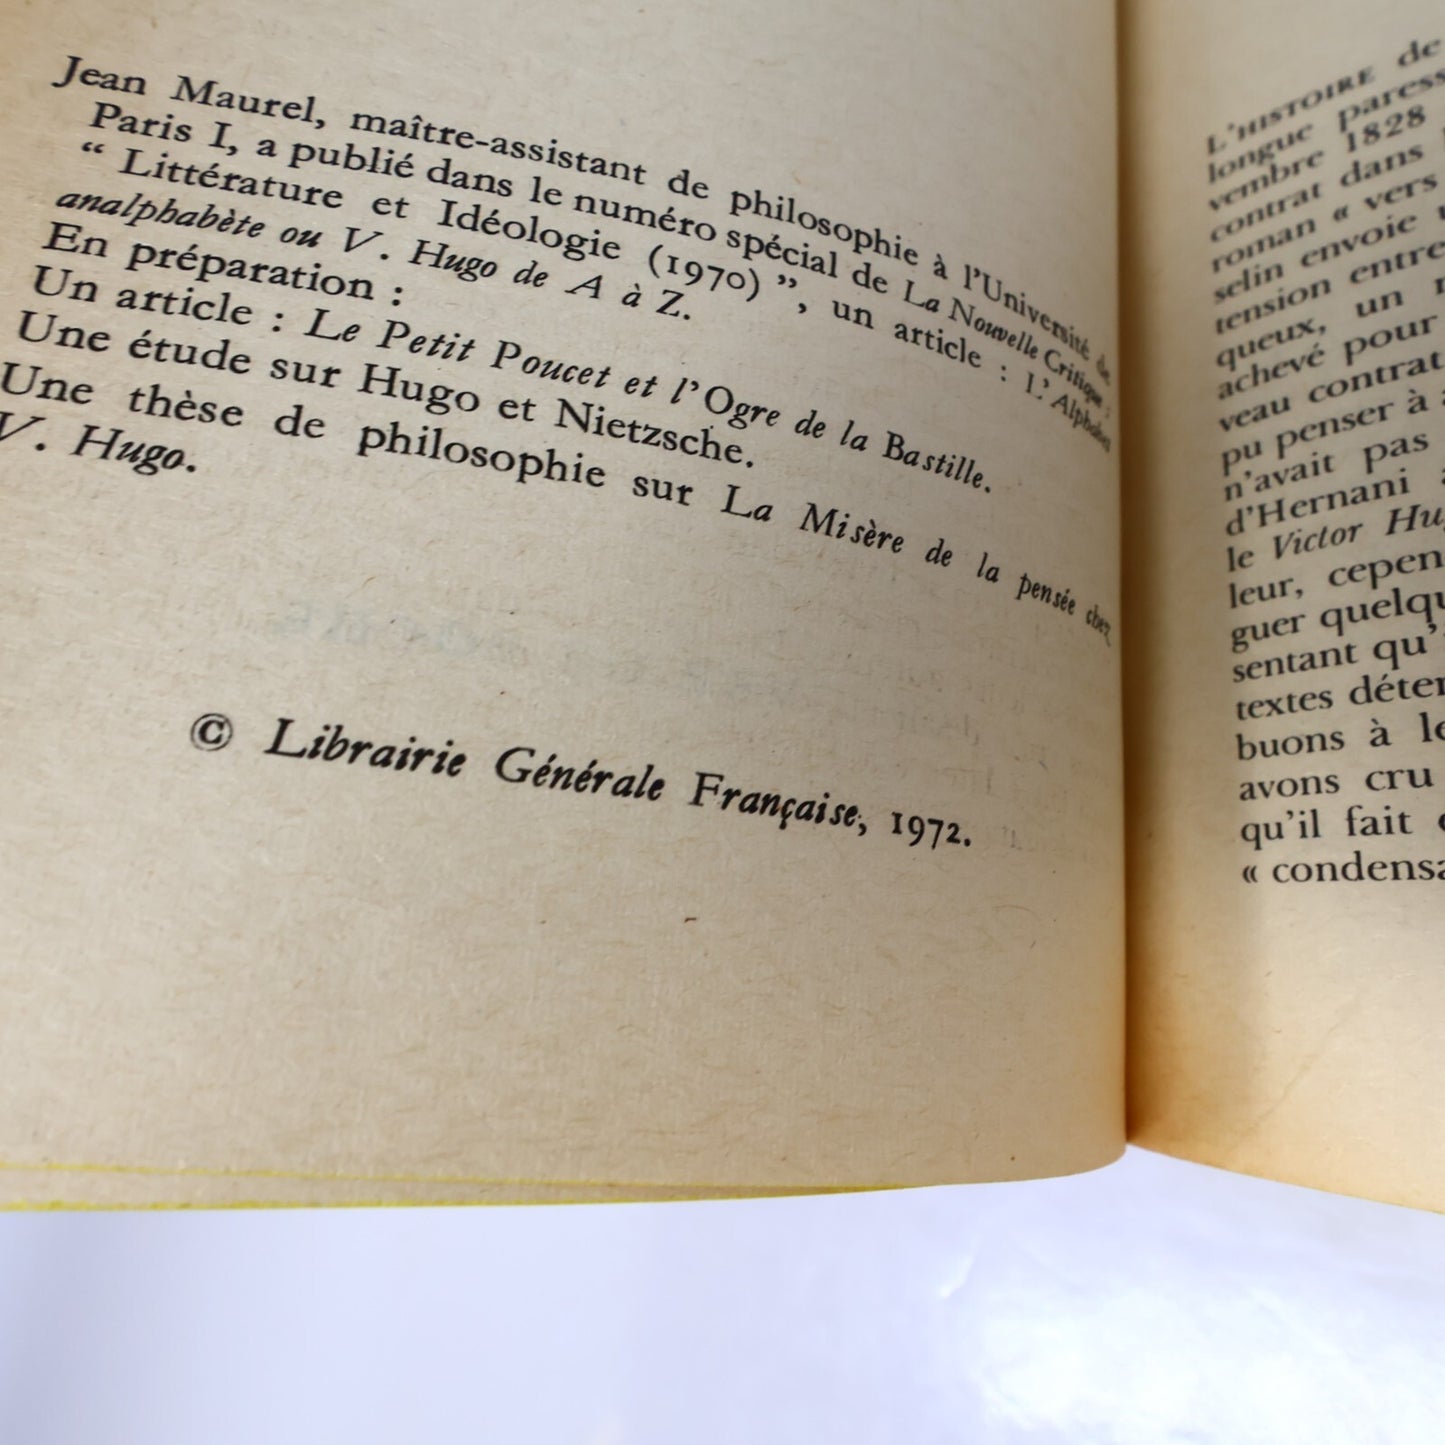 Jean Maurel, maître-assistant de philosophie à l'Université de
Paris I, a publié dans le numéro spécial de La Nouvelle Critique :
“ Littérature et Idéologie (1970) ”, un article : L'Alphabet
analphabète ou V. Hugo de A à Z.
En préparation :
Un article : Le Petit Poucet et l'Ogre de la Bastille.
Une étude sur Hugo et Nietzsche.
Une thèse de philosophie sur La Misère de la pensée chez
V. Hugo.
© Librairie Générale Française, 1972.
L'HISTOIRE de
longue paress
vembre 1828
contrat dans
roman « vers
selin envoie
tension entre
queux, un
achevé pour
veau contrat
pu penser à
n'avait pas
d'Hernani
le Victor Hu
leur, cepen
guer quelqu
sentant qu'
textes déter
buons à le
avons cru
qu'il fait
« condensa